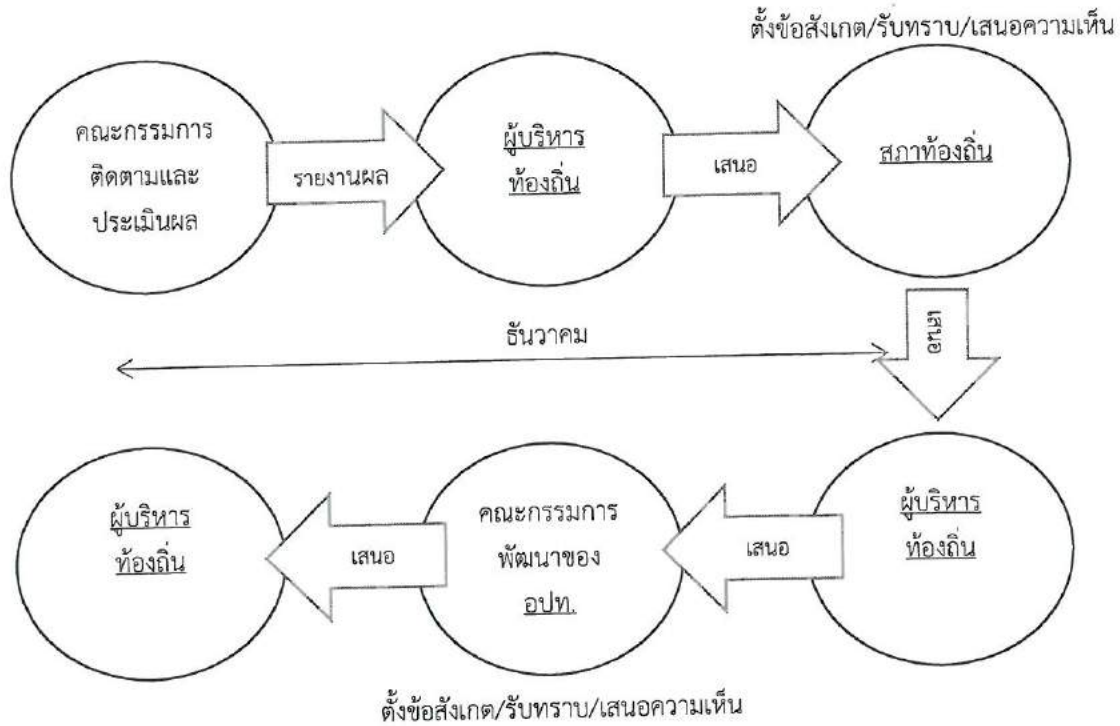 ตั้งข้อสังเกต/รับทราบ/เสนอความเห็น
คณะกรรมการ
ติดตามและ
ประเมินผล
รายงานผล
ผู้บริหาร
ท้องถิ่น
เสนอ
สภาท้องถิ่น
เสนอ
ธันวาคม
ผู้บริหาร
ท้องถิ่น
เสนอ
คณะกรรมการ
พัฒนาของ
อปท.
เสนอ
ผู้บริหาร
ท้องถิ่น
ตั้งข้อสังเกต/รับทราบ/เสนอความเห็น